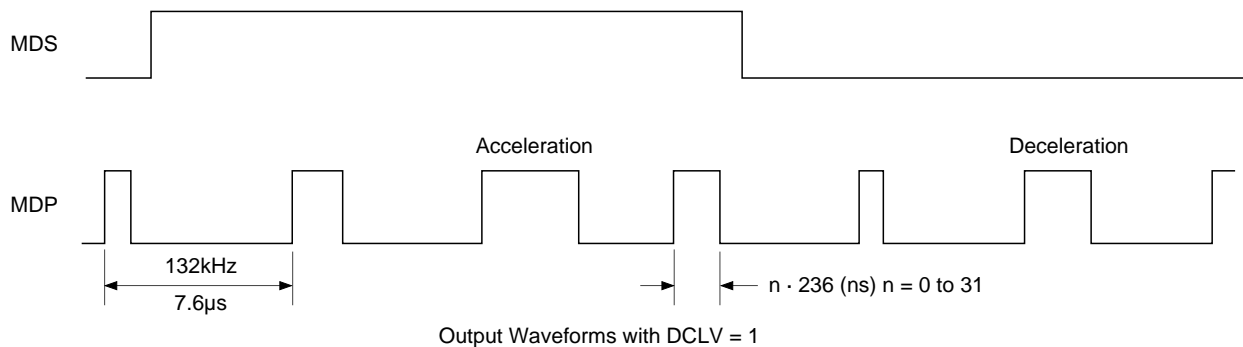 MDS
Acceleration
Deceleration
MDP
132kHz
7.6µs
n · 236 (ns) n = 0 to 31
Output Waveforms with DCLV = 1